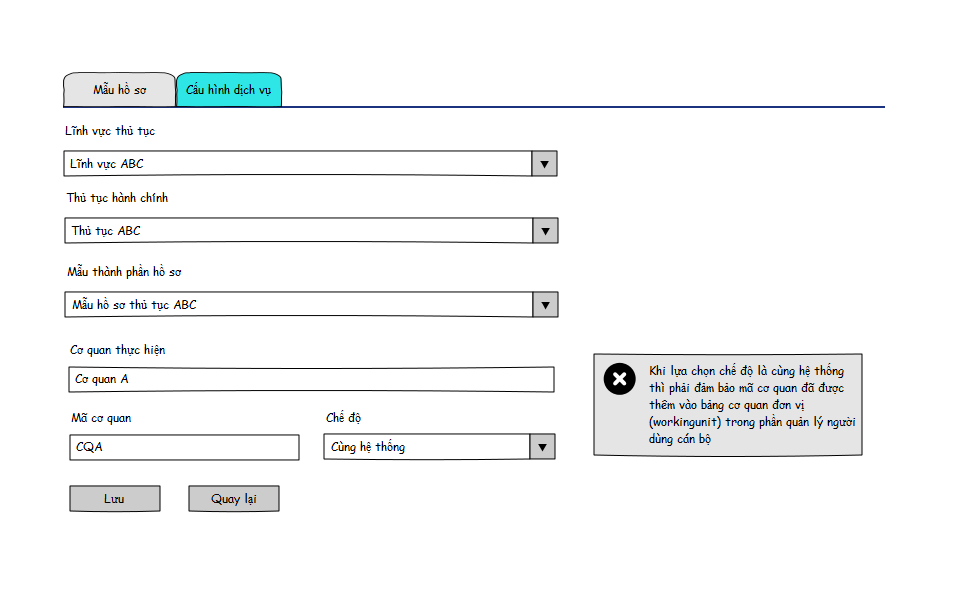 Mẫu hồ sơ
Cấu hình dịch vụ
Lĩnh vực thủ tục
Lĩnh vực ABC
Thủ tục hành chính
Thủ tục ABC
Mẫu thành phần hồ sơ
Mẫu hồ sơ thủ tục ABC
Cơ quan thực hiện
Cơ quan A
Mã cơ quan
Chế độ
CQA
Cùng hệ thống
Khi lựa chọn chế độ là cùng hệ thống
thì phải đảm bảo mã cơ quan đã được
thêm vào bảng cơ quan đơn vị
(workingunit) trong phần quản lý người
dùng cán bộ
Lưu
Quay lại